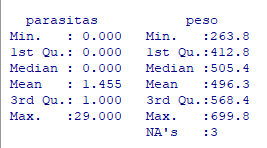 parasitas peso
Min. : 0.000 Min. :263.8
1st Qu.: 0.000 1st Qu.:412.8
Median : 0.000 Median :505.4
Mean : 1.455 Mean :496.3
3rd Qu.: 1.000 3rd Qu.:568.4
Max. :29.000 Max. :699.8
NA's :3